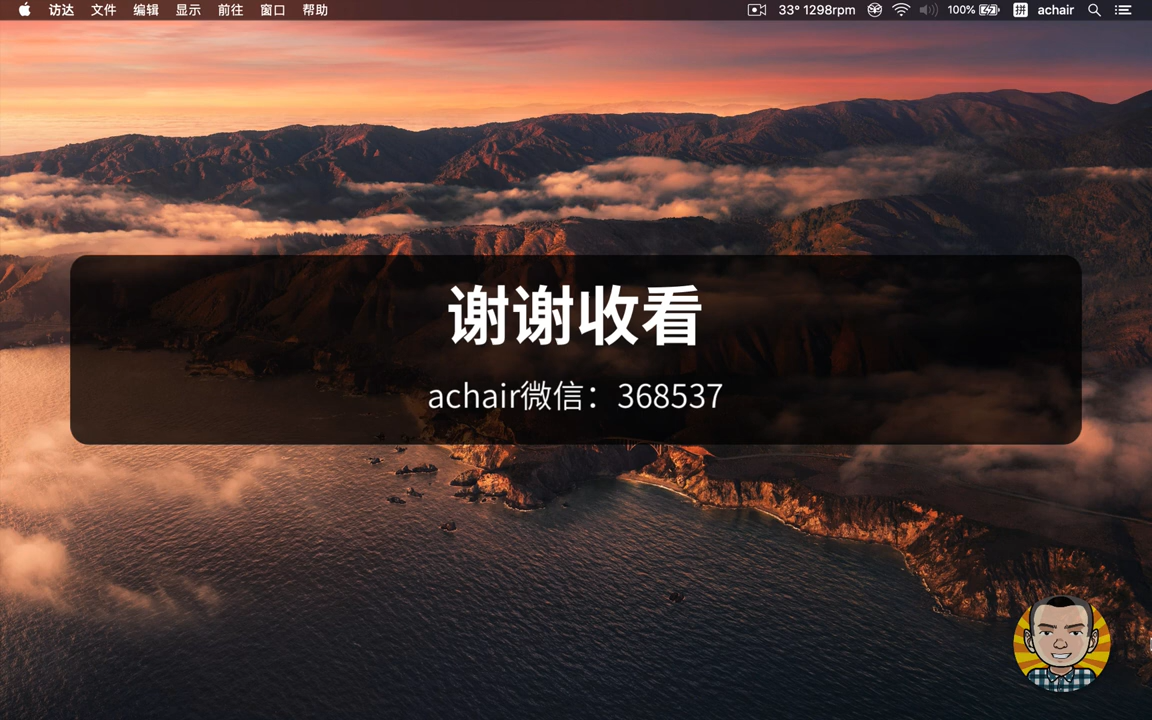 访达 文件 编辑 显示 前往 窗口 帮助 33° 1298rpm 100% 拼 achair
谢谢收看
achair微信：368537